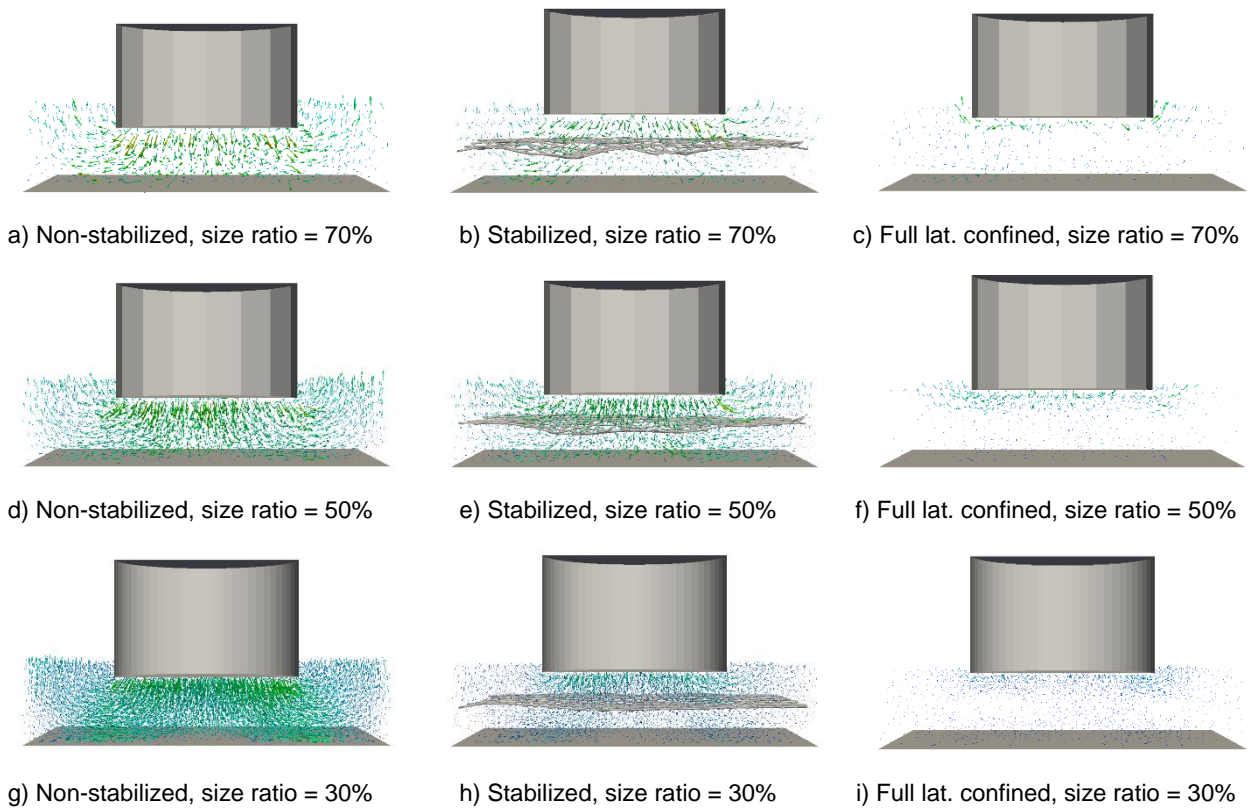 a) Non-stabilized, size ratio = 70%
b) Stabilized, size ratio = 70%
c) Full lat. confined, size ratio = 70%
d) Non-stabilized, size ratio = 50%
e) Stabilized, size ratio = 50%
f) Full lat. confined, size ratio = 50%
g) Non-stabilized, size ratio = 30%
h) Stabilized, size ratio = 30%
i) Full lat. confined, size ratio = 30%